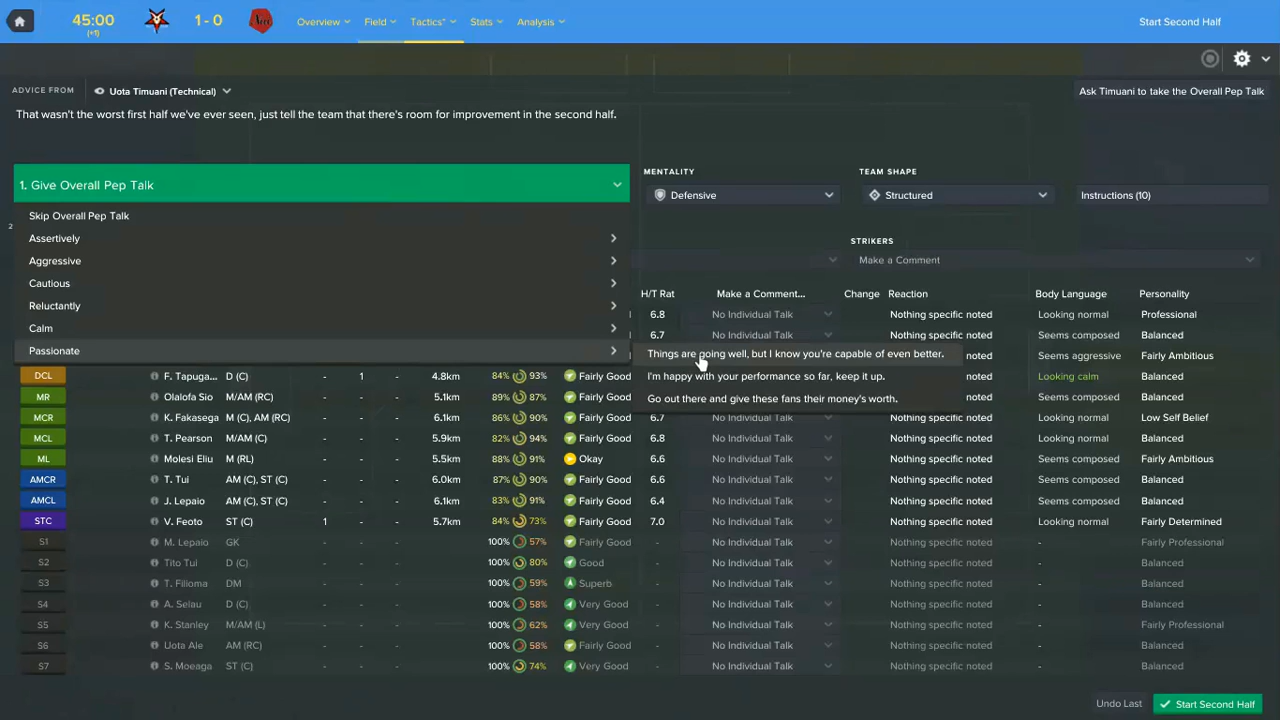 45:00 1 - 0 Overview Field Tactics* Stats Analysis Start Second Half
(+1)
ADVICE FROM Uota Timuani (Technical) Ask Timuani to take the Overall Pep Talk
That wasn't the worst first half we've ever seen, just tell the team that there's room for improvement in the second half.
MENTALITY TEAM SHAPE
1. Give Overall Pep Talk Defensive Structured Instructions (10)
Skip Overall Pep Talk
2
Assertively STRIKERS
Aggressive Make a Comment
Cautious
H/T Rat Make a Comment... Change Reaction Body Language Personality
Reluctantly 6.8 No Individual Talk Nothing specific noted Looking normal Professional
Calm 6.7 No Individual Talk Nothing specific noted Seems composed Balanced
Passionate Things are going well, but I know you're capable of even better. noted Seems aggressive Fairly Ambitious
DCL F. Tapuga... D (C) - 1 - 4.8km 84% 93% Fairly Good I'm happy with your performance so far, keep it up. noted Looking calm Balanced
MR Olalofa Sio M/AM (RC) - - - 5.1km 89% 87% Fairly Good Go out there and give these fans their money's worth. noted Seems composed Balanced
MCR K. Fakasega M/AM (RC) - - - 5.1km 86% 90% Fairly Good 6.7 No Individual Talk Nothing specific noted Looking normal Low Self Belief
MCL T. Pearson M/AM (C) - - - 5.9km 82% 94% Fairly Good 6.8 No Individual Talk Nothing specific noted Looking normal Balanced
ML Molesi Eliu M (RL) - - - 5.5km 88% 91% Okay 6.6 No Individual Talk Nothing specific noted Seems composed Fairly Ambitious
AMCR T. Tui AM (C), ST (C) - - - 6.0km 87% 90% Fairly Good 6.6 No Individual Talk Nothing specific noted Seems composed Balanced
AMCL J. Lepaio AM (C), ST (C) - - - 6.1km 83% 91% Fairly Good 6.4 No Individual Talk Nothing specific noted Seems composed Balanced
STC V. Feoto ST (C) 1 - - 5.7km 84% 73% Fairly Good 7.0 No Individual Talk Nothing specific noted Looking normal Fairly Determined
S1 M. Lepaio GK 100% 57% Fairly Good - No Individual Talk Nothing specific noted - Fairly Professional
S2 Tito Tui D (C) 100% 80% Good - No Individual Talk Nothing specific noted - Balanced
S3 T. Filioma DM 100% 59% Superb - No Individual Talk Nothing specific noted - Balanced
S4 A. Selau D (C) 100% 58% Very Good - No Individual Talk Nothing specific noted - Balanced
S5 K. Stanley M/AM (L) 100% 62% Very Good - No Individual Talk Nothing specific noted - Fairly Professional
S6 Uota Ale AM (RC) 100% 58% Fairly Good - No Individual Talk Nothing specific noted - Balanced
S7 S. Moeaga ST (C) 100% 74% Very Good - No Individual Talk Nothing specific noted - Balanced
Undo Last Start Second Half